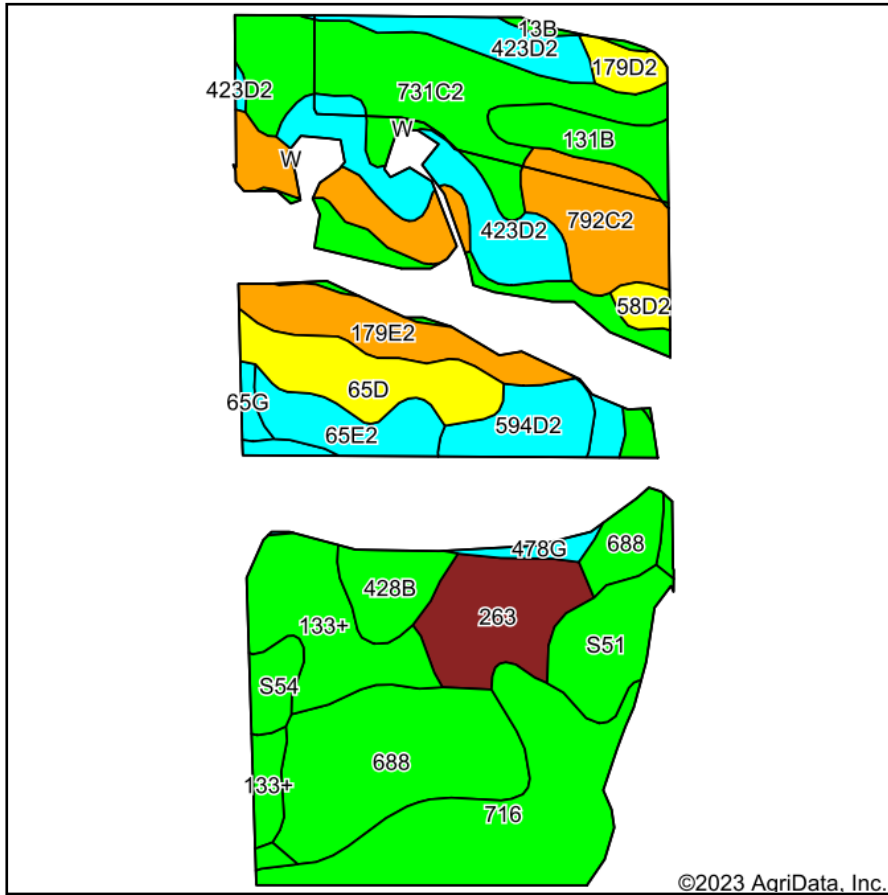 13B
423D2
179D2
423D2
731C2
W
131B
W
792C2
423D2
58D2
179E2
65D
65G
594D2
65E2
478G
688
428B
263
133+
S51
S54
688
133+
716
©2023 AgriData, Inc.